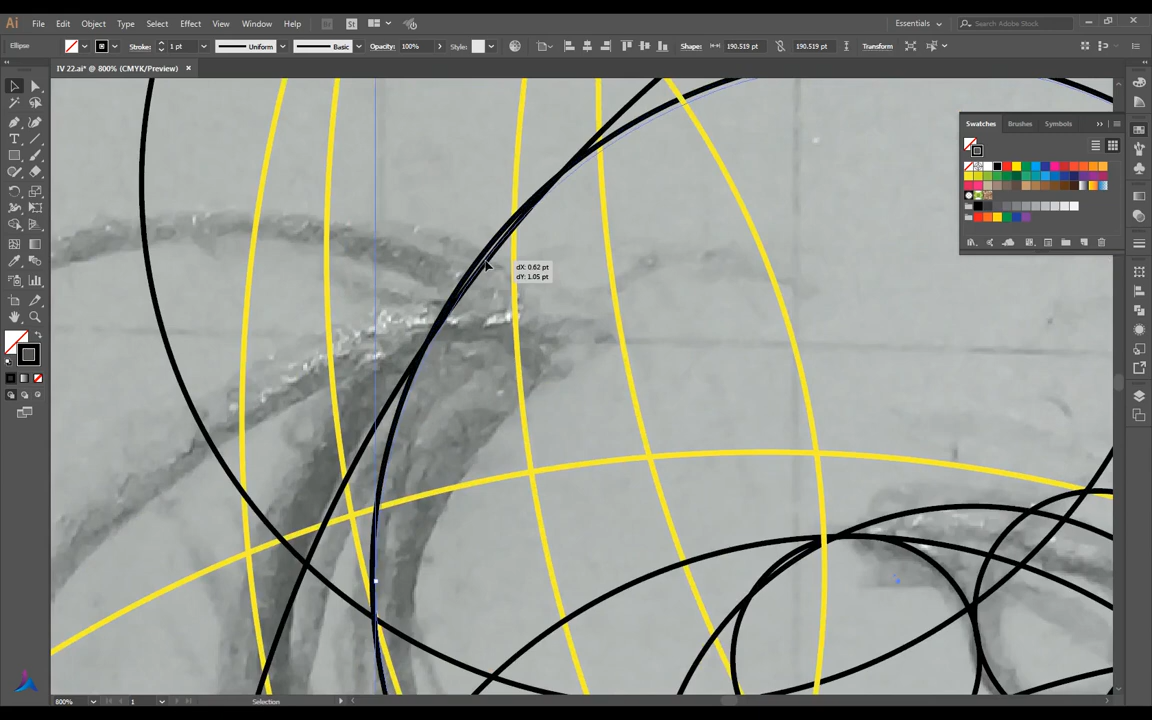 Ai File Edit Object Type Select Effect View Window Help Br St Essentials Search Adobe Stock
Ellipse Stroke: 1 pt Uniform Basic Opacity: 100% Style: Shape: 190.519 pt 190.519 pt Transform
IV 22.ai* @ 800% (CMYK/Preview) ×
Swatches Brushes Symbols
dX: 0.62 pt
dY: 1.05 pt
800% 1 Selection